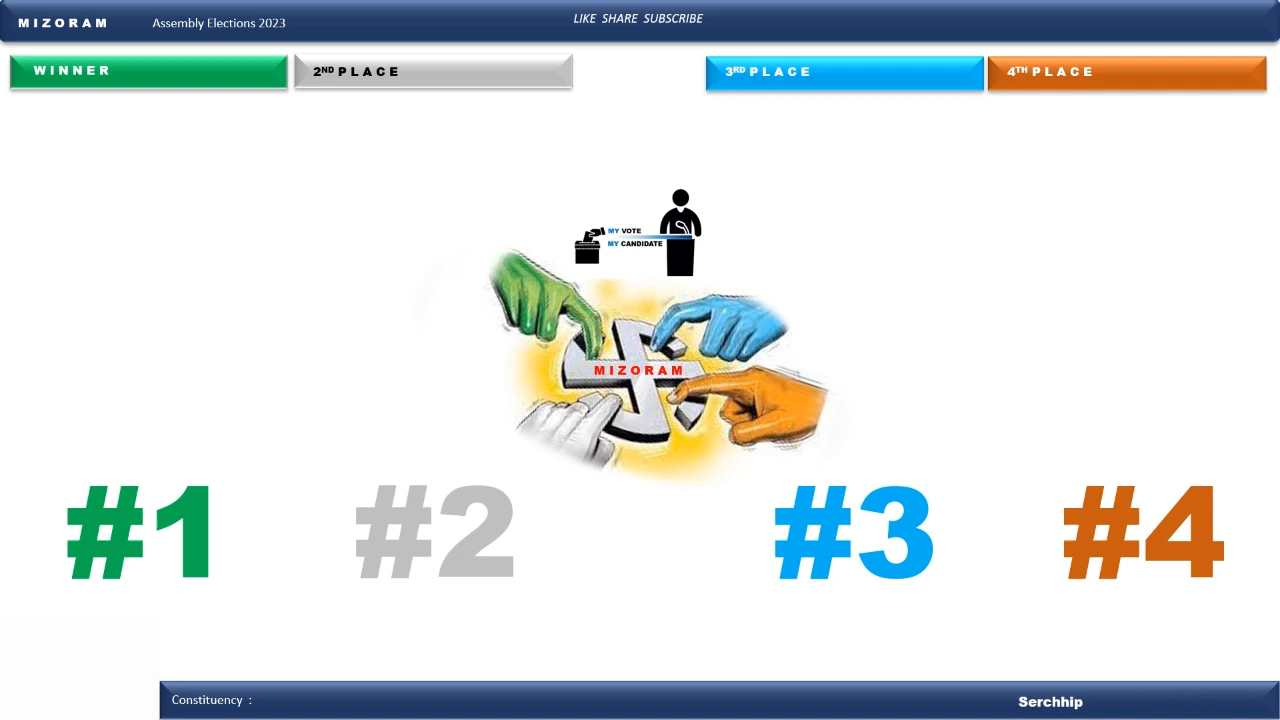 MIZORAM Assembly Elections 2023 LIKE SHARE SUBSCRIBE
WINNER 2ND PLACE 3RD PLACE 4TH PLACE
MY VOTE
MY CANDIDATE
MIZORAM
#1 #2 #3 #4
Constituency : Serchhip